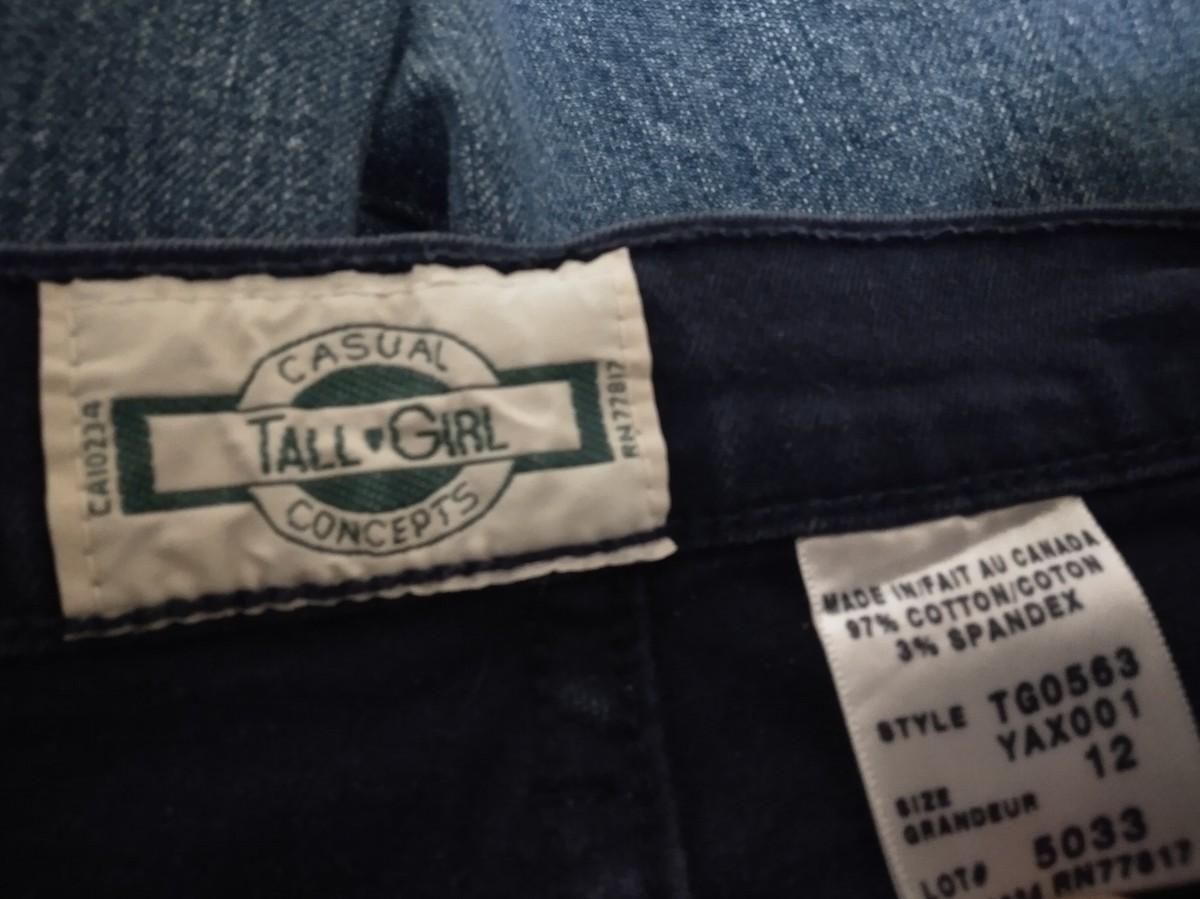 CASUAL
TALL♥GIRL
CONCEPTS
CA10234
RN77817
MADE IN/FAIT AU CANADA
97% COTTON/COTON
3% SPANDEX
STYLE TG0563
YAX001
12
SIZE
GRANDEUR
5033
LOT#
RN77817